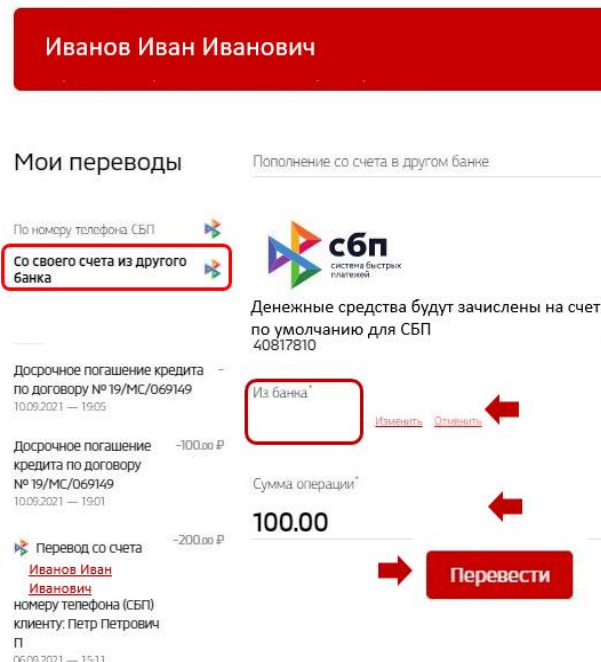 Иванов Иван Иванович
Мои переводы
По номеру телефона СБП
Со своего счета из другого
банка
Досрочное погашение кредита -
по договору № 19/МС/069149
10.09.2021 — 19:05
Досрочное погашение -100,00 ₽
кредита по договору
№ 19/МС/069149
10.09.2021 — 19:01
Перевод со счета -200,00 ₽
Иванов Иван
Иванович
номеру телефона (СБП)
клиенту: Петр Петрович
П
06.09.2021 — 15:11
Пополнение со счета в другом банке
сбп
система быстрых
платежей
Денежные средства будут зачислены на счет
по умолчанию для СБП
40817810
Из банка*
Изменить Отменить
Сумма операции*
100.00
Перевести